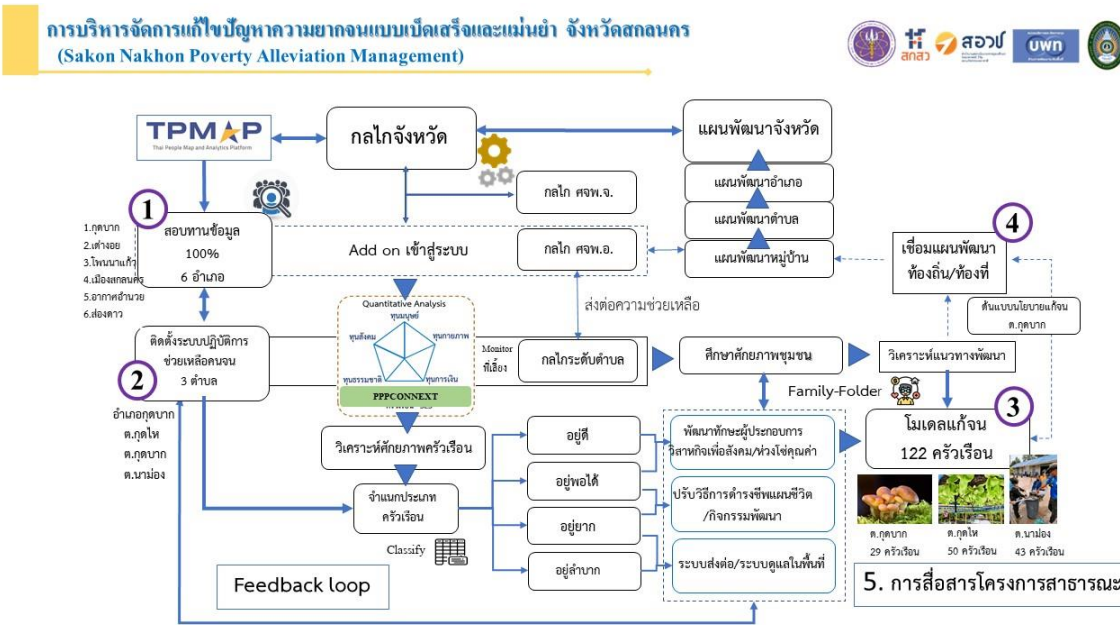 การบริหารจัดการแก้ไขปัญหาความยากจนแบบเบ็ดเสร็จและแม่นยำ จังหวัดสกลนคร
(Sakon Nakhon Poverty Alleviation Management)
สกสว
สอวช
บพท
TPMAP
Thai People Map and Analytics Platform
กลไกจังหวัด
แผนพัฒนาจังหวัด
แผนพัฒนาอำเภอ
แผนพัฒนาตำบล
แผนพัฒนาหมู่บ้าน
กลไก ศจพ.จ.
กลไก ศจพ.อ.
Add on เข้าสู่ระบบ
1
สอบทานข้อมูล
100%
6 อำเภอ
1.กุดบาก
2.เต่างอย
3.โพนนาแก้ว
4.เมืองสกลนคร
5.อากาศอำนวย
6.ส่องดาว
4
เชื่อมแผนพัฒนา
ท้องถิ่น/ท้องที่
ต้นแบบนโยบายแก้จน
ต.กุดบาก
ส่งต่อความช่วยเหลือ
Quantitative Analysis
ทุนมนุษย์
ทุนสังคม
ทุนกายภาพ
ทุนธรรมชาติ
ทุนการเงิน
PPPCONNEXT
Monitor
พี่เลี้ยง
กลไกระดับตำบล
ศึกษาศักยภาพชุมชน
วิเคราะห์แนวทางพัฒนา
2
ติดตั้งระบบปฏิบัติการ
ช่วยเหลือคนจน
3 ตำบล
อำเภอกุดบาก
ต.กุดไห
ต.กุดบาก
ต.นาม่อง
Family-Folder
3
โมเดลแก้จน
122 ครัวเรือน
วิเคราะห์ศักยภาพครัวเรือน
จำแนกประเภท
ครัวเรือน
Classify
อยู่ดี
อยู่พอได้
อยู่ยาก
อยู่ลำบาก
พัฒนาทักษะผู้ประกอบการ
วิสาหกิจเพื่อสังคม/ห่วงโซ่คุณค่า
ปรับวิธีการดำรงชีพแผนชีวิต
/กิจกรรมพัฒนา
ระบบส่งต่อ/ระบบดูแลในพื้นที่
ต.กุดบาก
29 ครัวเรือน
ต.กุดไห
50 ครัวเรือน
ต.นาม่อง
43 ครัวเรือน
Feedback loop
5. การสื่อสารโครงการสาธารณะ